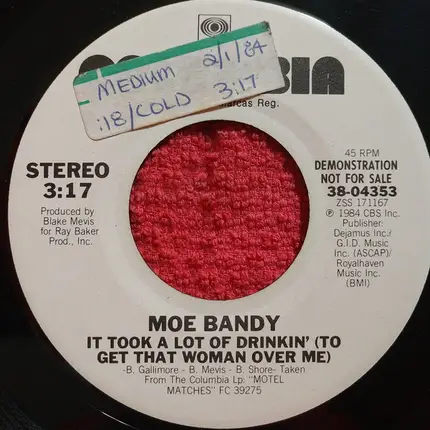 MEDIUM 2/1/84
:18/COLD 3:17
BIA
arcas Reg.
STEREO
3:17
Produced by
Blake Mevis
for Ray Baker
Prod., Inc.
45 RPM
DEMONSTRATION
NOT FOR SALE
38-04353
ZSS 171167
℗ 1984 CBS Inc.
Publisher:
Dejamus Inc./
G.I.D. Music
Inc. (ASCAP)/
Royalhaven
Music Inc.
(BMI)
MOE BANDY
IT TOOK A LOT OF DRINKIN' (TO
GET THAT WOMAN OVER ME)
-B. Gallimore -B. Mevis -B. Shore- Taken
From The Columbia Lp: "MOTEL
MATCHES" FC 39275